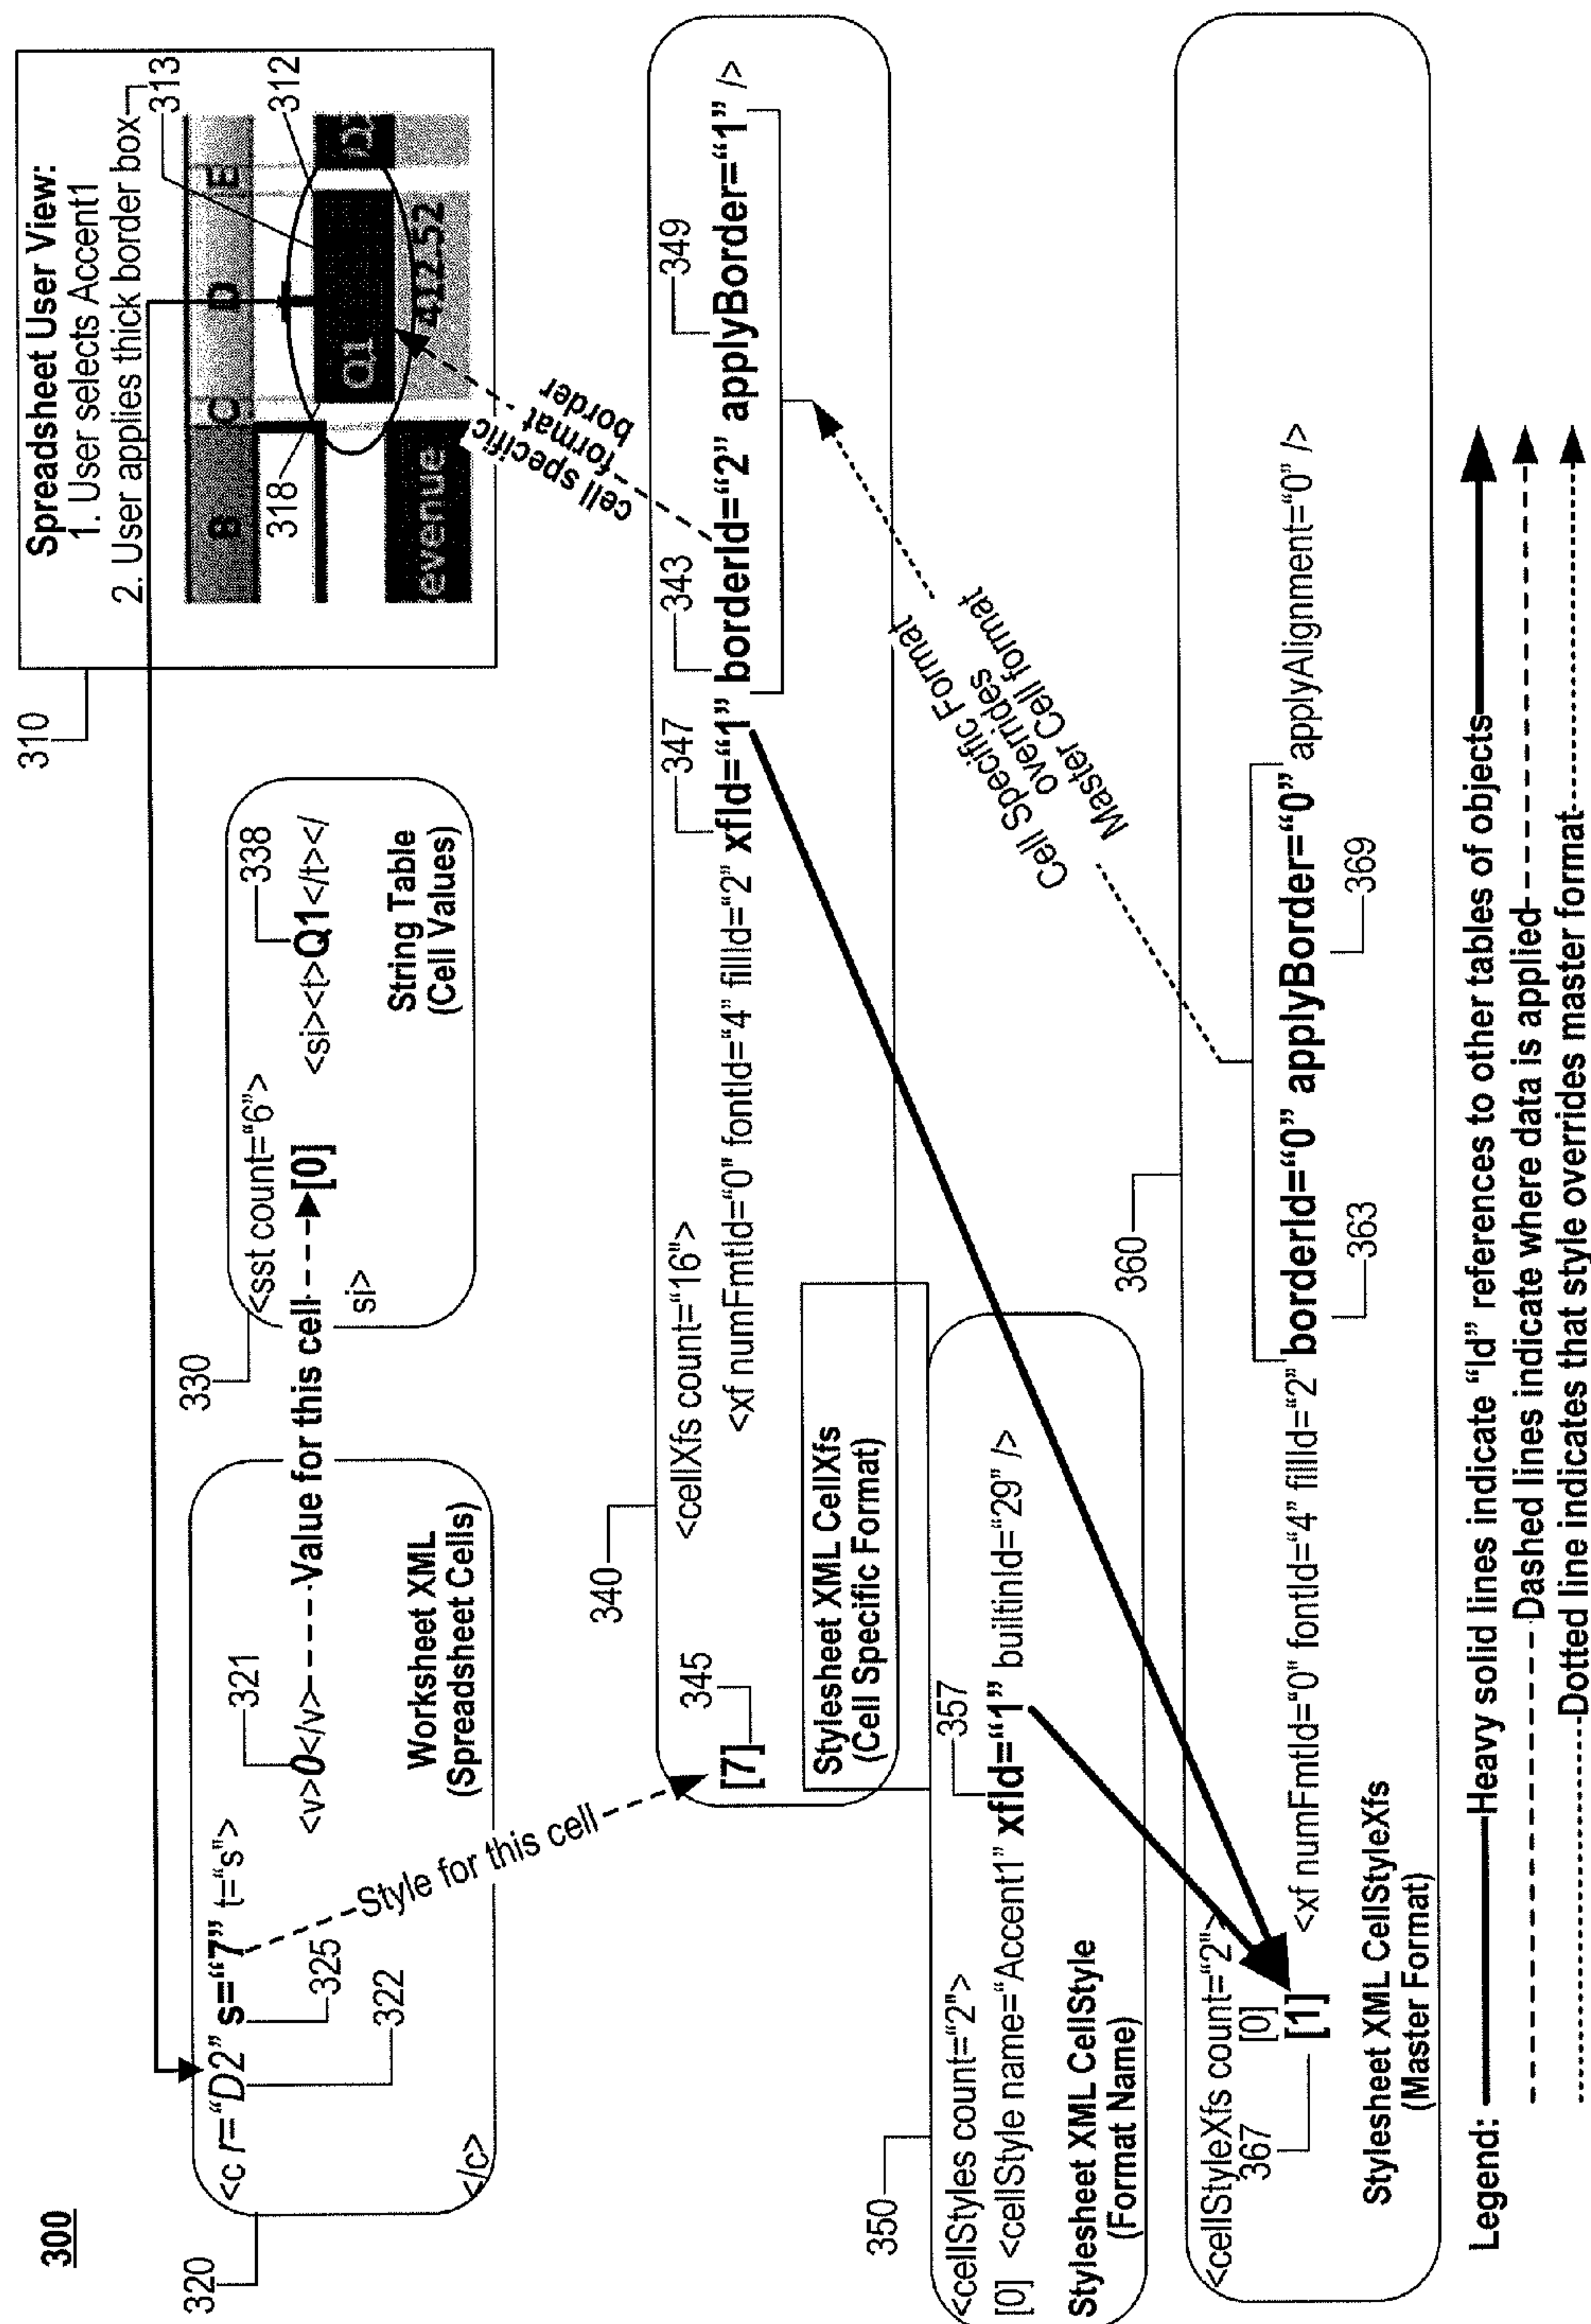 300
310
Spreadsheet User View:
1. User selects Accent1
2. User applies thick border box
313
312
318
B C D E
Q1
evenue
412.52
cell specific
format
border
320
<c r=“D2” s=“7” t=“s”>
325
322
321
<v>0</v>
Value for this cell
Worksheet XML
(Spreadsheet Cells)
</c>
Style for this cell
330
<sst count=“6”>
338
[0] <si><t>Q1</t></
si>
String Table
(Cell Values)
340
<cellXfs count=“16”>
345
347
343
349
[7]
<xf numFmtId=“0” fontId=“4” fillId=“2” xfId=“1” borderId=“2” applyBorder=“1” />
Stylesheet XML CellXfs
(Cell Specific Format)
Cell Specific Format
overrides
Master Cell format
350
<cellStyles count=“2”>
357
[0] <cellStyle name=“Accent1” xfId=“1” builtinId=“29” />
Stylesheet XML CellStyle
(Format Name)
360
<cellStyleXfs count=“2”>
367
[0]
[1]
<xf numFmtId=“0” fontId=“4” fillId=“2” borderId=“0” applyBorder=“0” applyAlignment=“0” />
363
369
Stylesheet XML CellStyleXfs
(Master Format)
Legend:
Heavy solid lines indicate “Id” references to other tables of objects
Dashed lines indicate where data is applied
Dotted line indicates that style overrides master format